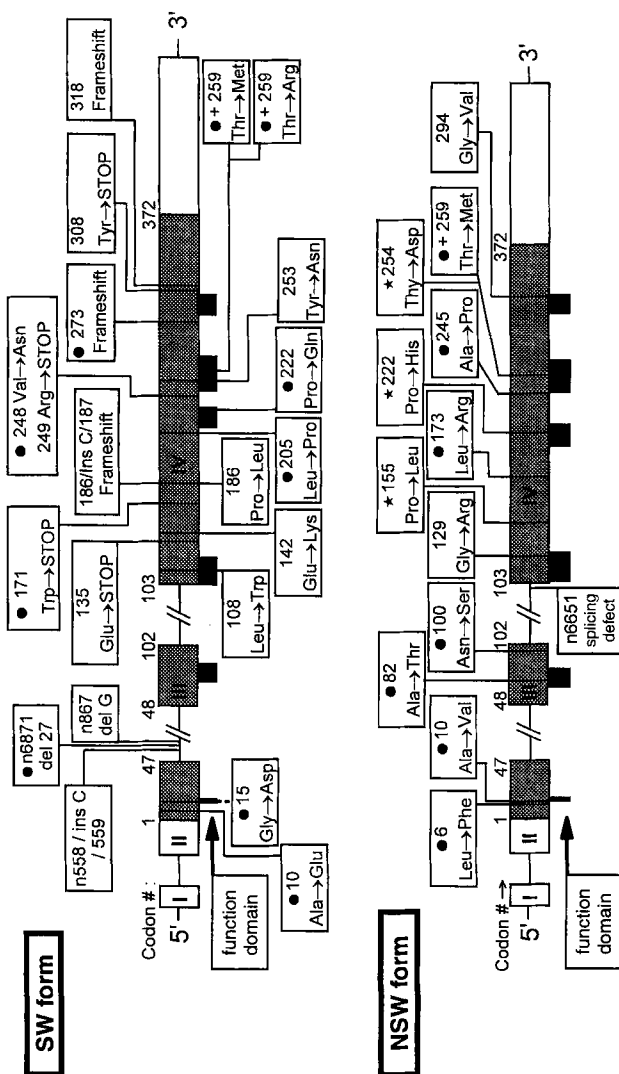 SW form
● n6871
del 27
n867
del G
n558 / ins C
/ 559
● 171
Trp→STOP
135
Glu→STOP
186/Ins C/187
Frameshift
● 248 Val→Asn
249 Arg→STOP
● 273
Frameshift
308
Tyr→STOP
318
Frameshift
Codon # :
1
47
48
102
103
372
5'
I
II
III
IV
3'
function
domain
● 10
Ala→Glu
● 15
Gly→Asp
108
Leu→Trp
142
Glu→Lys
186
Pro→Leu
● 205
Leu→Pro
● 222
Pro→Gln
253
Tyr→Asn
● + 259
Thr→Met
● + 259
Thr→Arg
NSW form
● 6
Leu→Phe
● 10
Ala→Val
● 82
Ala→Thr
● 100
Asn→Ser
129
Gly→Arg
★ 155
Pro→Leu
● 173
Leu→Arg
★ 222
Pro→His
● 245
Ala→Pro
★ 254
Thy→Asp
● + 259
Thr→Met
294
Gly→Val
Codon # →
1
47
48
102
103
372
5'
I
II
III
IV
3'
function
domain
n6651
splicing
defect